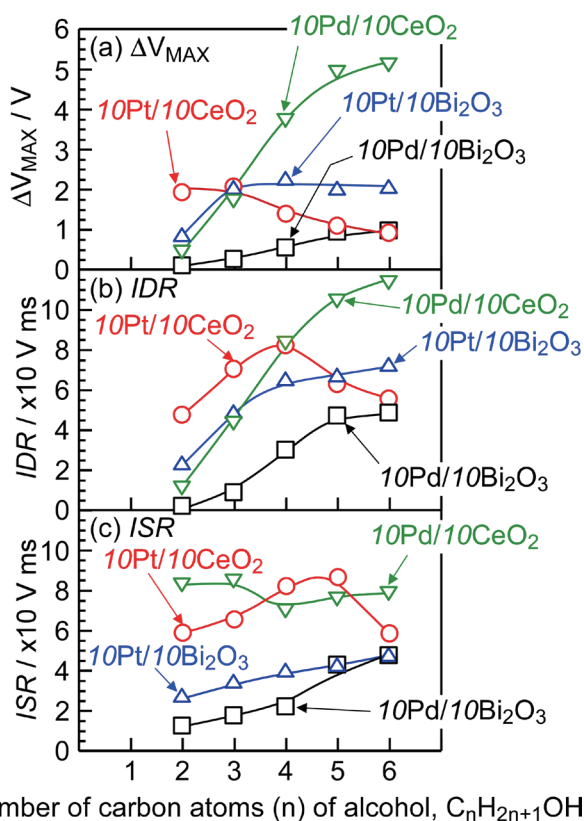 (a) ΔV_MAX
10Pd/10CeO₂
10Pt/10CeO₂
10Pt/10Bi₂O₃
10Pd/10Bi₂O₃
ΔV_MAX / V
6
5
4
3
2
1
0
(b) IDR
10Pd/10CeO₂
10Pt/10CeO₂
10Pt/10Bi₂O₃
10Pd/10Bi₂O₃
IDR / x10 V ms
10
8
6
4
2
0
(c) ISR
10Pd/10CeO₂
10Pt/10CeO₂
10Pt/10Bi₂O₃
10Pd/10Bi₂O₃
ISR / x10 V ms
10
8
6
4
2
0
1 2 3 4 5 6
mber of carbon atoms (n) of alcohol, CₙH₂ₙ₊₁OH